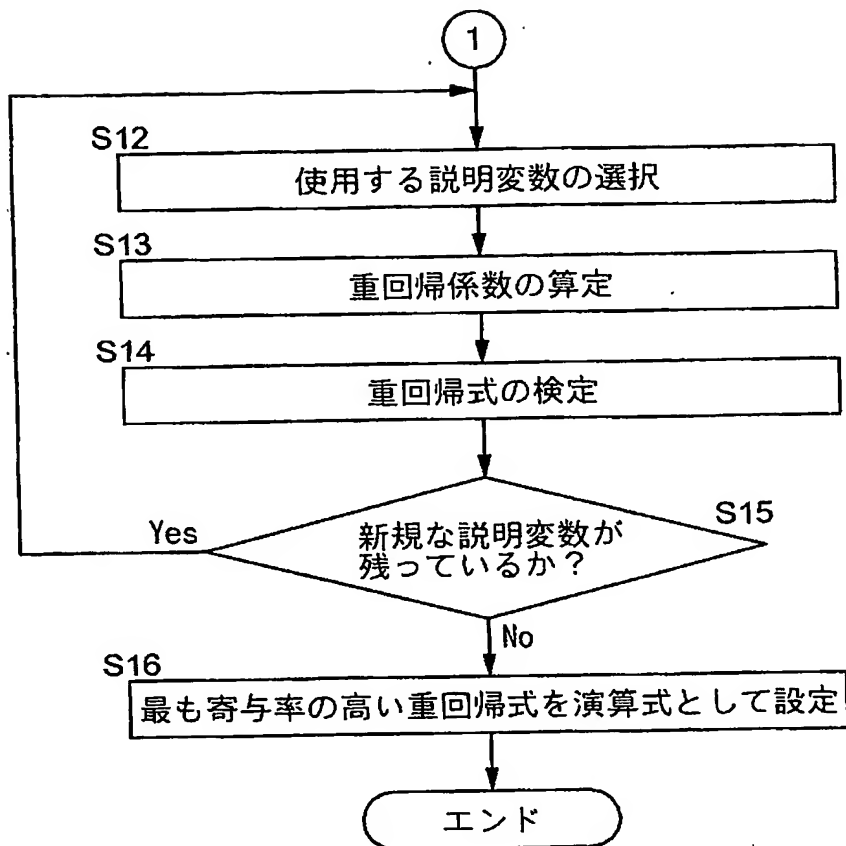 1
S12
使用する説明変数の選択
S13
重回帰係数の算定
S14
重回帰式の検定
S15
新規な説明変数が
残っているか？
Yes
No
S16
最も寄与率の高い重回帰式を演算式として設定
エンド